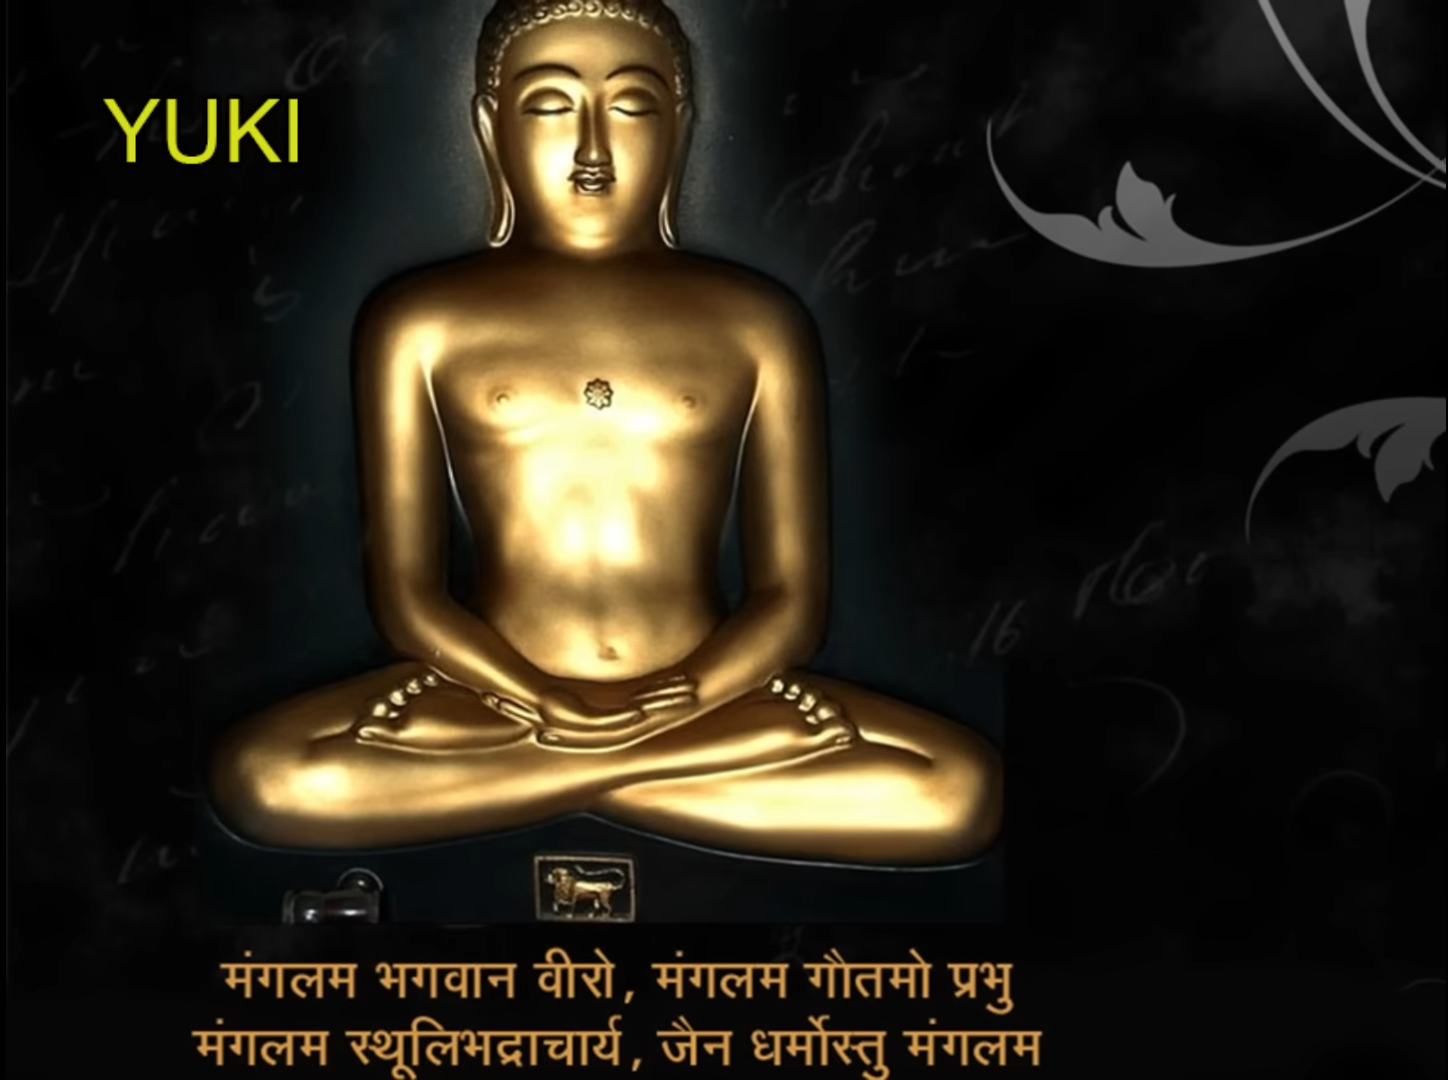 YUKI
मंगलम भगवान वीरो, मंगलम गौतमो प्रभु
मंगलम स्थूलिभद्राचार्य, जैन धर्मोस्तु मंगलम